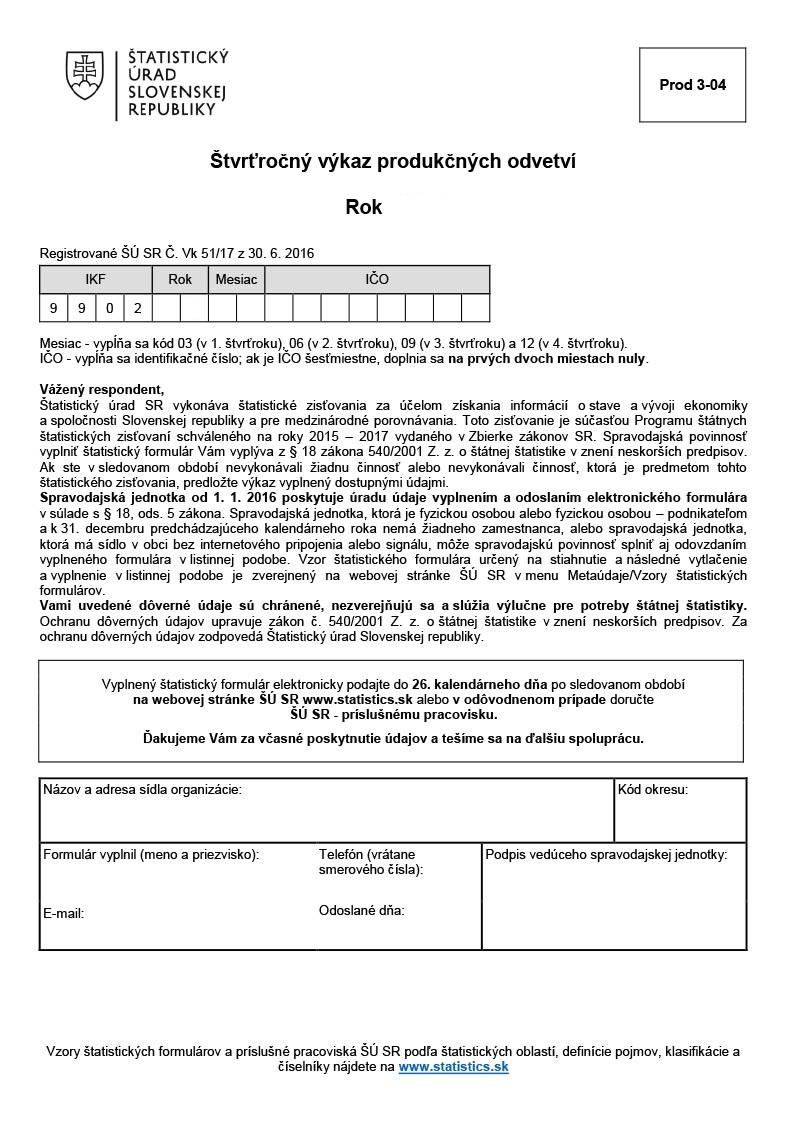 ŠTATISTICKÝ
ÚRAD
SLOVENSKEJ
REPUBLIKY
Prod 3-04
Štvrťročný výkaz produkčných odvetví
Rok
Registrované ŠÚ SR Č. Vk 51/17 z 30. 6. 2016
IKF Rok Mesiac IČO
9 9 0 2
Mesiac - vypĺňa sa kód 03 (v 1. štvrťroku), 06 (v 2. štvrťroku), 09 (v 3. štvrťroku) a 12 (v 4. štvrťroku).
IČO - vypĺňa sa identifikačné číslo; ak je IČO šesťmiestne, doplnia sa na prvých dvoch miestach nuly.
Vážený respondent,
Štatistický úrad SR vykonáva štatistické zisťovania za účelom získania informácií o stave a vývoji ekonomiky
a spoločnosti Slovenskej republiky a pre medzinárodné porovnávania. Toto zisťovanie je súčasťou Programu štátnych
štatistických zisťovaní schváleného na roky 2015 – 2017 vydaného v Zbierke zákonov SR. Spravodajská povinnosť
vyplniť štatistický formulár Vám vyplýva z § 18 zákona 540/2001 Z. z. o štátnej štatistike v znení neskorších predpisov.
Ak ste v sledovanom období nevykonávali žiadnu činnosť alebo nevykonávali činnosť, ktorá je predmetom tohto
štatistického zisťovania, predložte výkaz vyplnený dostupnými údajmi.
Spravodajská jednotka od 1. 1. 2016 poskytuje úradu údaje vyplnením a odoslaním elektronického formulára
v súlade s § 18, ods. 5 zákona. Spravodajská jednotka, ktorá je fyzickou osobou alebo fyzickou osobou – podnikateľom
a k 31. decembru predchádzajúceho kalendárneho roka nemá žiadneho zamestnanca, alebo spravodajská jednotka,
ktorá má sídlo v obci bez internetového pripojenia alebo signálu, môže spravodajskú povinnosť splniť aj odovzdaním
vyplneného formulára v listinnej podobe. Vzor štatistického formulára určený na stiahnutie a následné vytlačenie
a vyplnenie v listinnej podobe je zverejnený na webovej stránke ŠÚ SR v menu Metaúdaje/Vzory štatistických
formulárov.
Vami uvedené dôverné údaje sú chránené, nezverejňujú sa a slúžia výlučne pre potreby štátnej štatistiky.
Ochranu dôverných údajov upravuje zákon č. 540/2001 Z. z. o štátnej štatistike v znení neskorších predpisov. Za
ochranu dôverných údajov zodpovedá Štatistický úrad Slovenskej republiky.
Vyplnený štatistický formulár elektronicky podajte do 26. kalendárneho dňa po sledovanom období
na webovej stránke ŠÚ SR www.statistics.sk alebo v odôvodnenom prípade doručte
ŠÚ SR - príslušnému pracovisku.
Ďakujeme Vám za včasné poskytnutie údajov a tešíme sa na ďalšiu spoluprácu.
Názov a adresa sídla organizácie: Kód okresu:
Formulár vyplnil (meno a priezvisko): Telefón (vrátane Podpis vedúceho spravodajskej jednotky:
smerového čísla):
E-mail: Odoslané dňa:
Vzory štatistických formulárov a príslušné pracoviská ŠÚ SR podľa štatistických oblastí, definície pojmov, klasifikácie a
číselníky nájdete na www.statistics.sk